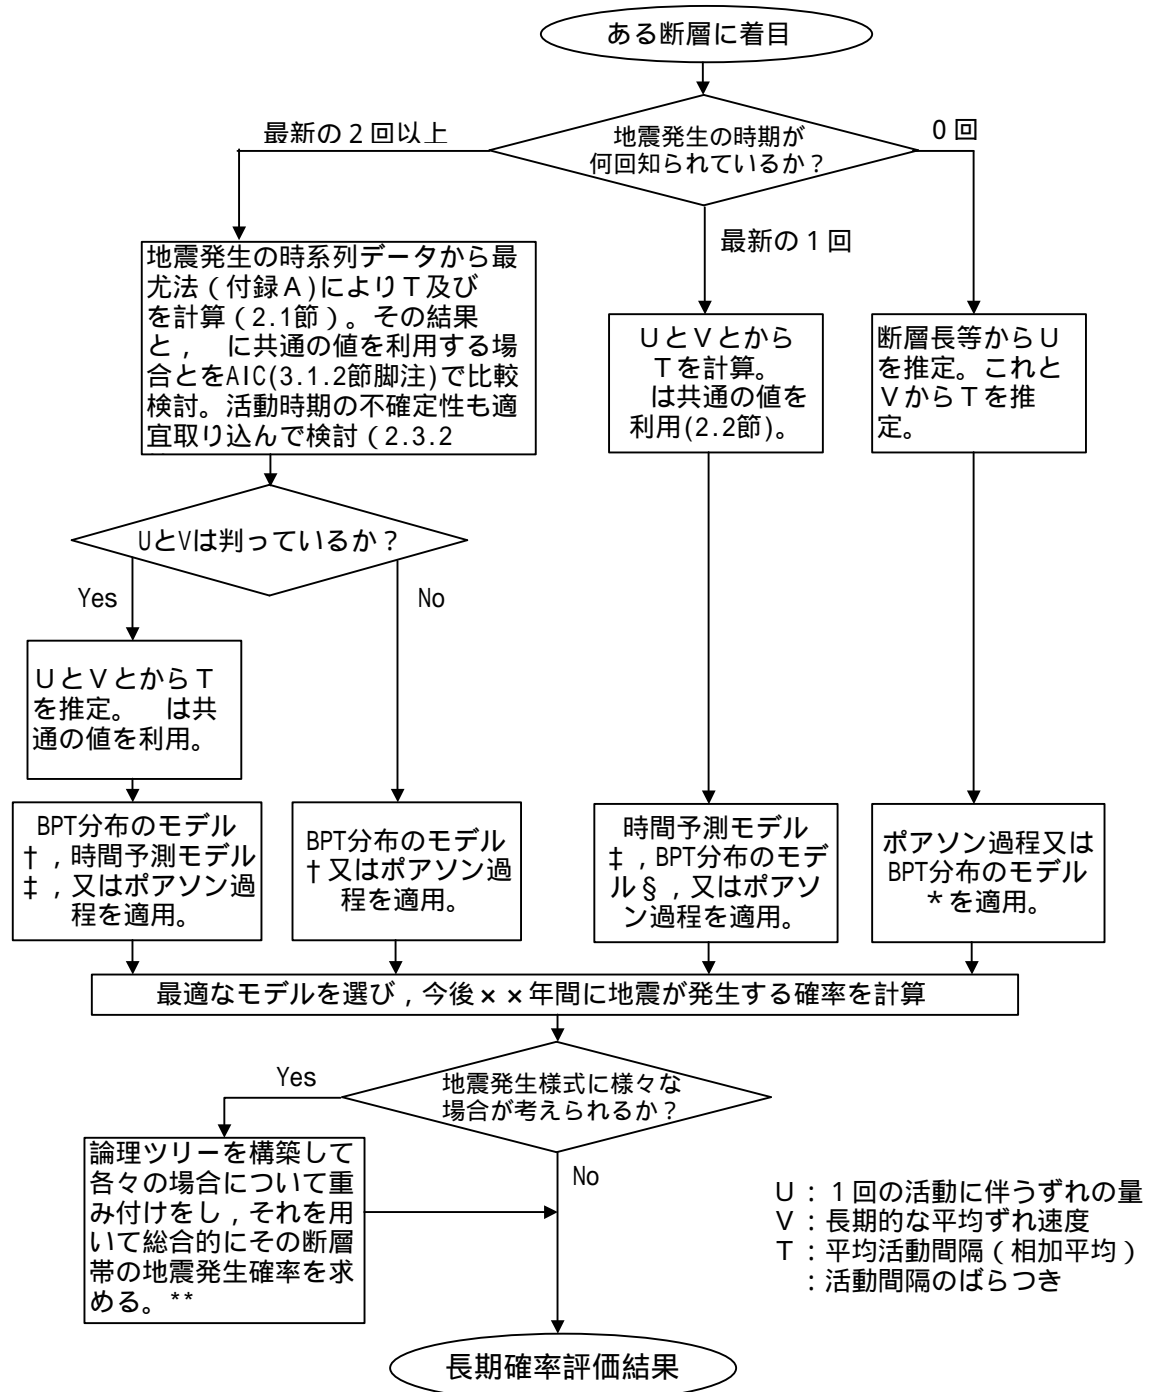 ある断層に着目
地震発生の時期が
何回知られているか？
最新の２回以上
０回
最新の１回
地震発生の時系列データから最
尤法（付録Ａ)によりＴ及び
を計算（2.1節）。その結果
と，　に共通の値を利用する場
合とをAIC(3.1.2節脚注)で比較
検討。活動時期の不確定性も適
宜取り込んで検討（2.3.2
ＵとＶとから
Ｔを計算。
は共通の値を
利用(2.2節)。
断層長等からＵ
を推定。これと
ＶからＴを推
定。
UとVは判っているか？
Yes
No
ＵとＶとからＴ
を推定。　は共
通の値を利用。
BPT分布のモデル
†，時間予測モデル
‡，又はポアソン過
程を適用。
BPT分布のモデル
†又はポアソン過
程を適用。
時間予測モデル
‡，BPT分布のモデ
ル§，又はポアソ
ン過程を適用。
ポアソン過程又は
BPT分布のモデル
＊を適用。
最適なモデルを選び，今後××年間に地震が発生する確率を計算
地震発生様式に様々な
場合が考えられるか？
Yes
No
論理ツリーを構築して
各々の場合について重
み付けをし，それを用
いて総合的にその断層
帯の地震発生確率を求
める。**
Ｕ：１回の活動に伴うずれの量
Ｖ：長期的な平均ずれ速度
Ｔ：平均活動間隔（相加平均）
：活動間隔のばらつき
長期確率評価結果